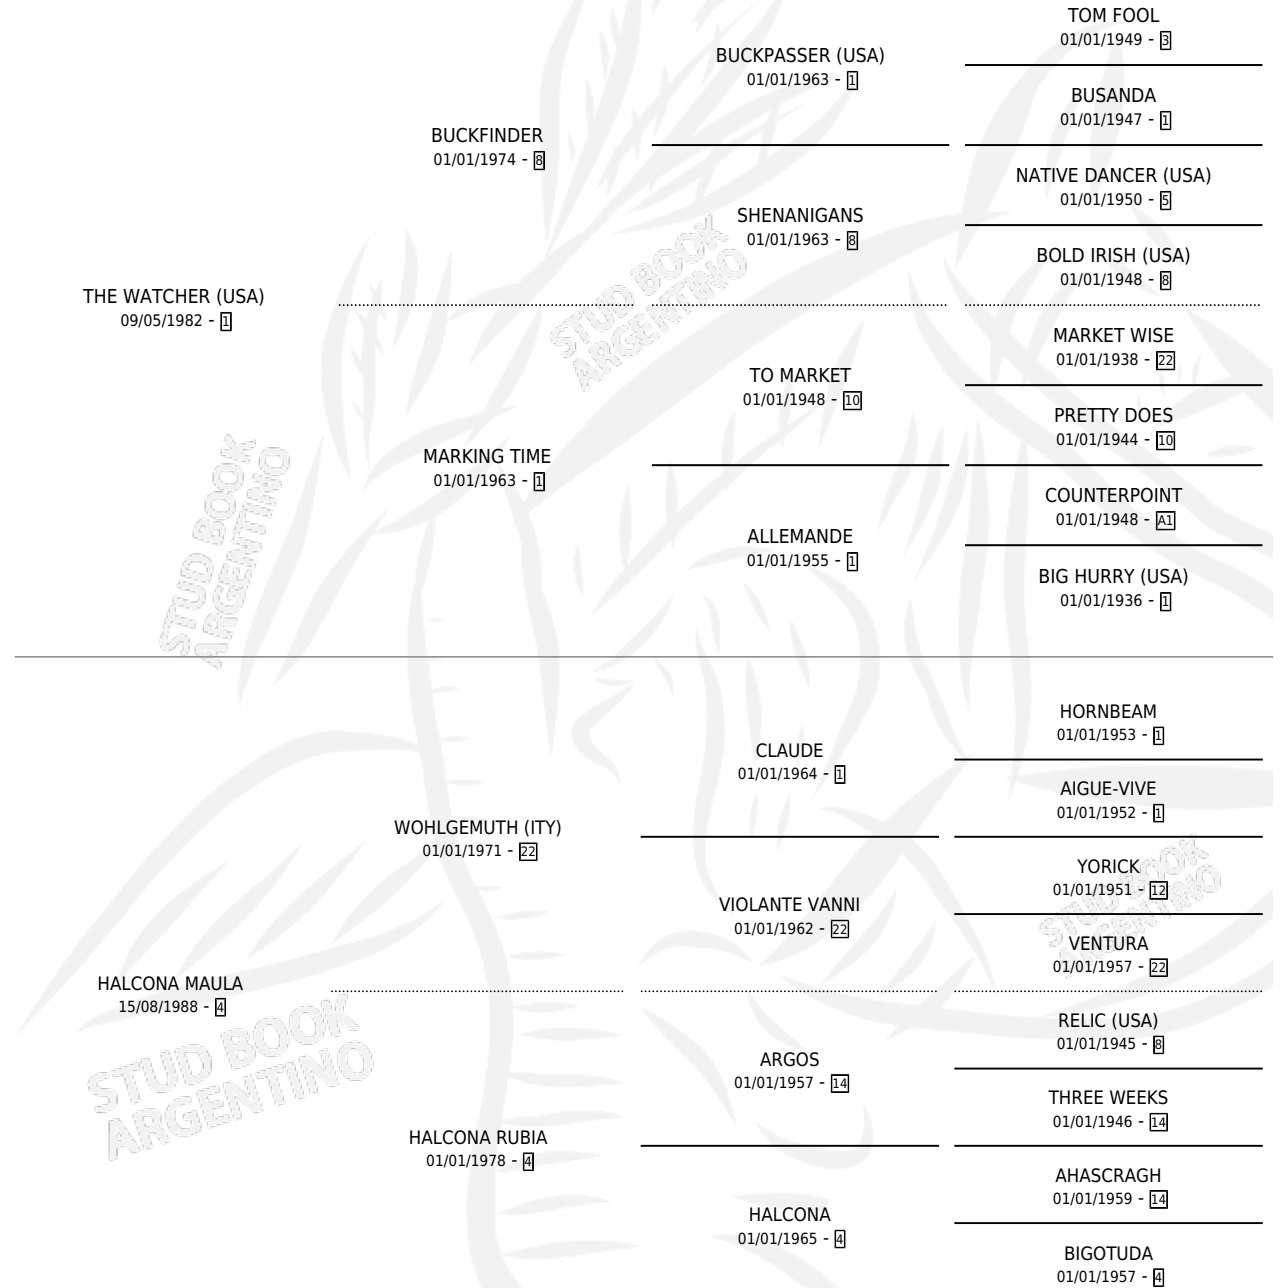 TOM FOOL
01/01/1949 - 3
BUCKPASSER (USA)
01/01/1963 - 1
BUSANDA
01/01/1947 - 1
BUCKFINDER
01/01/1974 - 8
NATIVE DANCER (USA)
01/01/1950 - 5
SHENANIGANS
01/01/1963 - 8
BOLD IRISH (USA)
01/01/1948 - 8
THE WATCHER (USA)
09/05/1982 - 1
STUD BOOK
ARGENTINO
MARKET WISE
01/01/1938 - 22
TO MARKET
01/01/1948 - 10
PRETTY DOES
01/01/1944 - 10
MARKING TIME
01/01/1963 - 1
COUNTERPOINT
01/01/1948 - A1
ALLEMANDE
01/01/1955 - 1
BIG HURRY (USA)
01/01/1936 - 1
STUD BOOK
ARGENTINO
HORNBEAM
01/01/1953 - 1
CLAUDE
01/01/1964 - 1
AIGUE-VIVE
01/01/1952 - 1
WOHLGEMUTH (ITY)
01/01/1971 - 22
YORICK
01/01/1951 - 12
VIOLANTE VANNI
01/01/1962 - 22
VENTURA
01/01/1957 - 22
STUD BOOK
ARGENTINO
HALCONA MAULA
15/08/1988 - 4
RELIC (USA)
01/01/1945 - 8
ARGOS
01/01/1957 - 14
THREE WEEKS
01/01/1946 - 14
STUD BOOK
ARGENTINO
HALCONA RUBIA
01/01/1978 - 4
AHASCRAGH
01/01/1959 - 14
HALCONA
01/01/1965 - 4
BIGOTUDA
01/01/1957 - 4